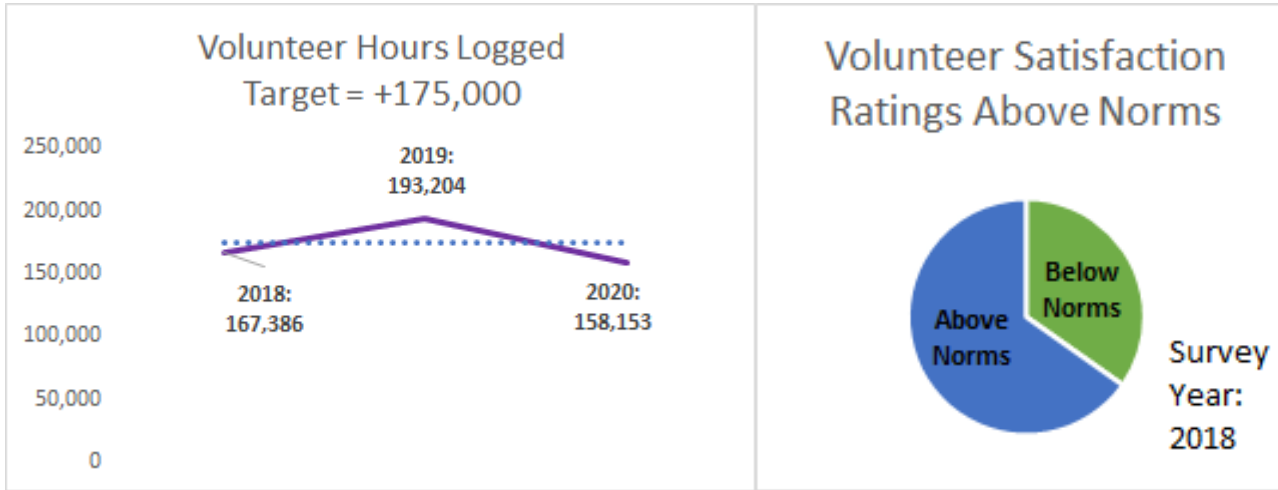 Volunteer Hours Logged
Target = +175,000
250,000
200,000
150,000
100,000
50,000
0
2019:
193,204
2018:
167,386
2020:
158,153
Volunteer Satisfaction
Ratings Above Norms
Below
Norms
Above
Norms
Survey
Year:
2018